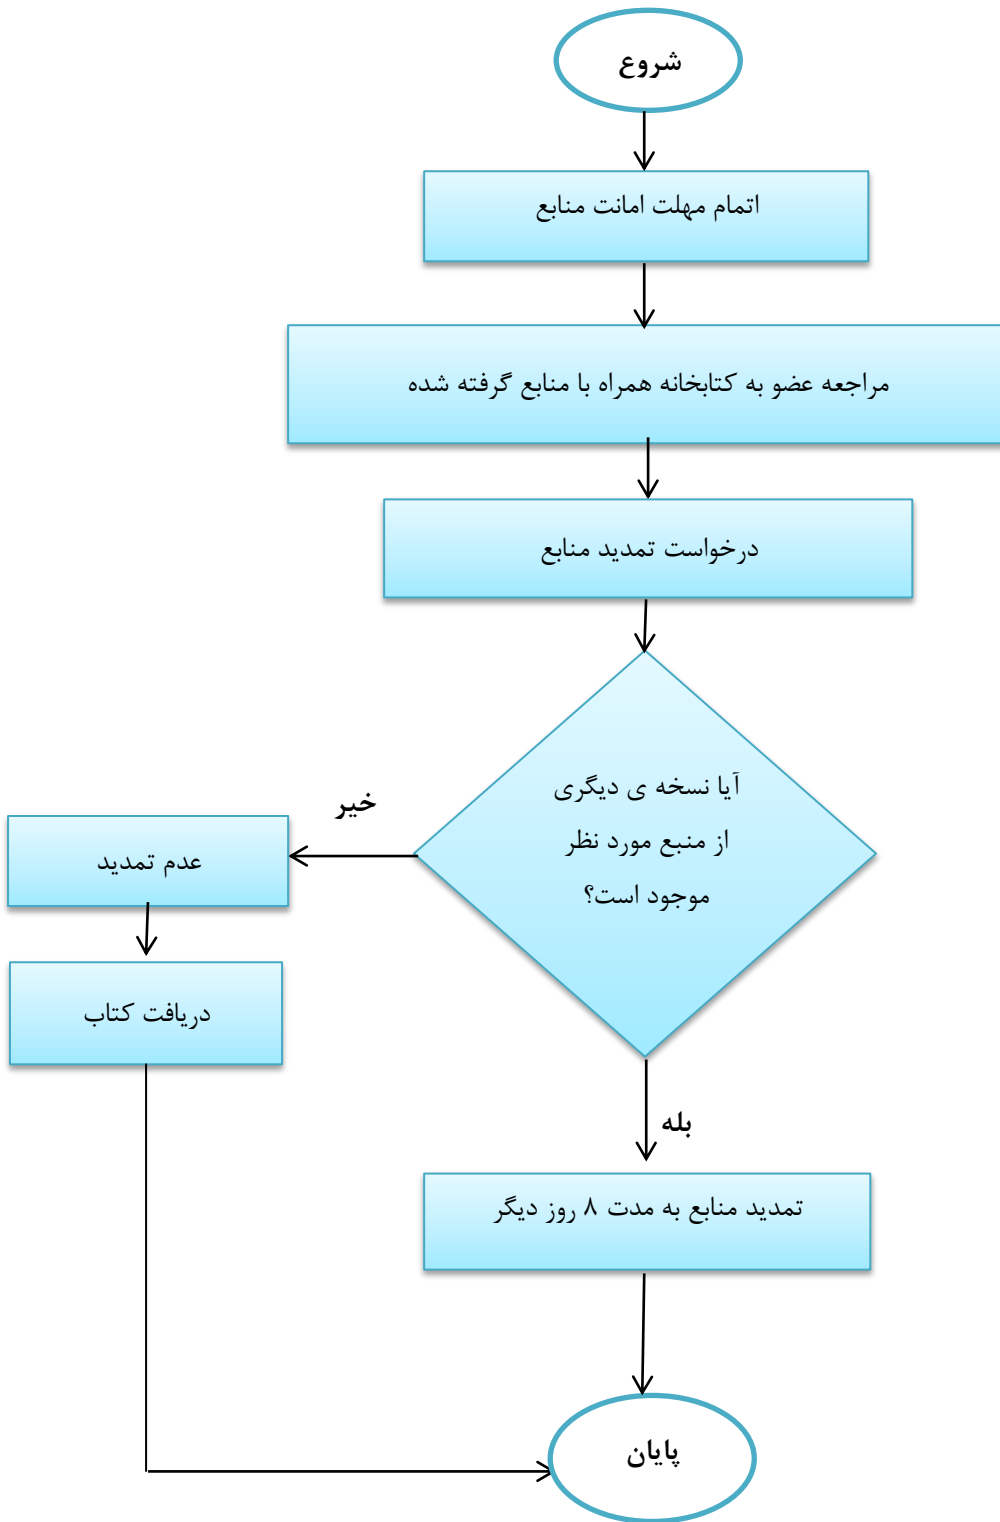 شروع
اتمام مهلت امانت منابع
مراجعه عضو به کتابخانه همراه با منابع گرفته شده
درخواست تمدید منابع
آیا نسخه ی دیگری
از منبع مورد نظر
موجود است؟
خیر
عدم تمدید
دریافت کتاب
بله
تمدید منابع به مدت ۸ روز دیگر
پایان